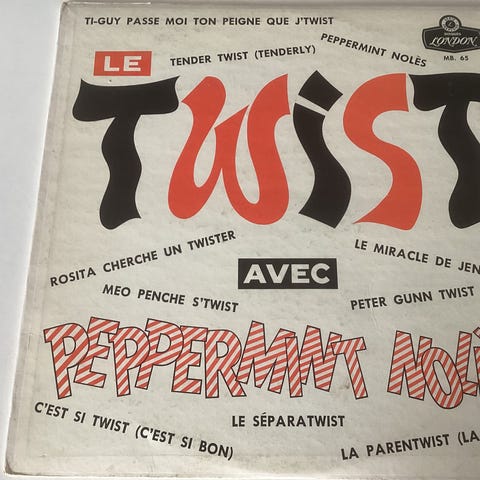 TI-GUY PASSE MOI TON PEIGNE QUE J'TWIST
LONDON
MB. 65
PEPPERMINT NOLÈS
TENDER TWIST (TENDERLY)
LE
TWIST
ROSITA CHERCHE UN TWISTER
LE MIRACLE DE JEN
AVEC
MEO PENCHE S'TWIST
PETER GUNN TWIST
PEPPERMINT NOLÈ
C'EST SI TWIST (C'EST SI BON)
LE SÉPARATWIST
LA PARENTWIST (LA